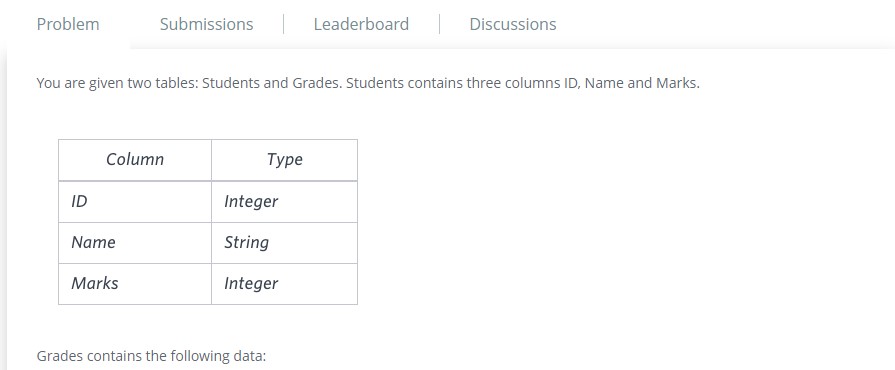 Problem Submissions Leaderboard Discussions
You are given two tables: Students and Grades. Students contains three columns ID, Name and Marks.
Column Type
ID Integer
Name String
Marks Integer
Grades contains the following data: